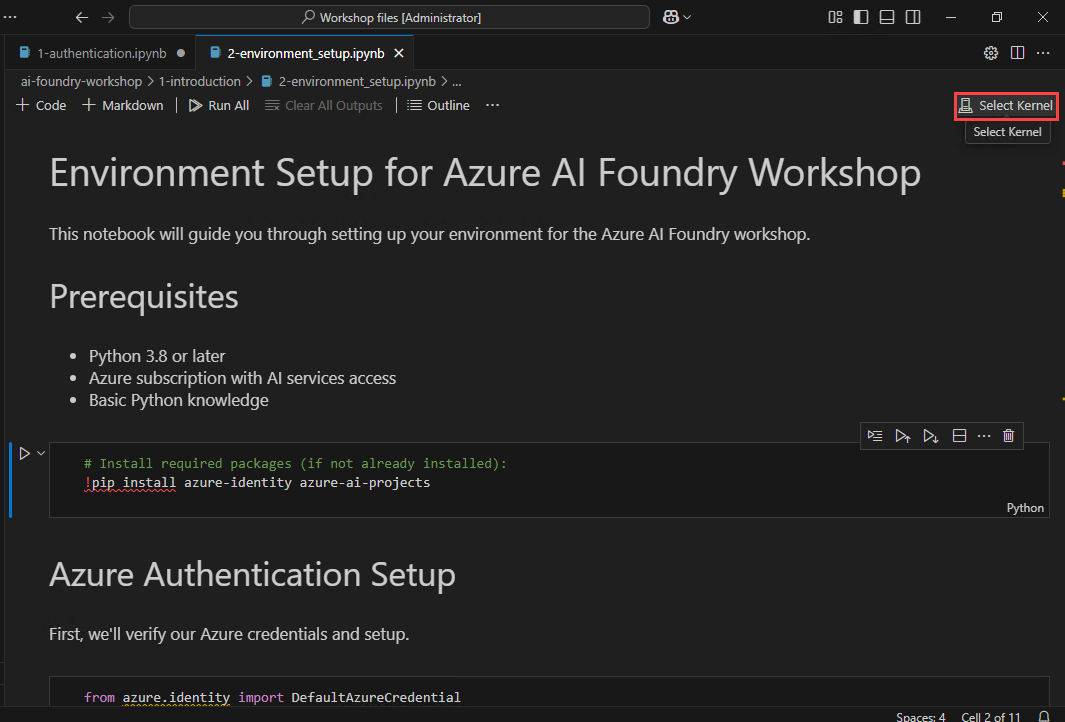 Workshop files [Administrator]
1-authentication.ipynb
2-environment_setup.ipynb
ai-foundry-workshop > 1-introduction > 2-environment_setup.ipynb > ...
+ Code + Markdown | Run All Clear All Outputs | Outline ...
Select Kernel
Select Kernel
Environment Setup for Azure AI Foundry Workshop
This notebook will guide you through setting up your environment for the Azure AI Foundry workshop.
Prerequisites
• Python 3.8 or later
• Azure subscription with AI services access
• Basic Python knowledge
# Install required packages (if not already installed):
!pip install azure-identity azure-ai-projects
Python
Azure Authentication Setup
First, we'll verify our Azure credentials and setup.
from azure.identity import DefaultAzureCredential
Spaces: 4 Cell 2 of 11